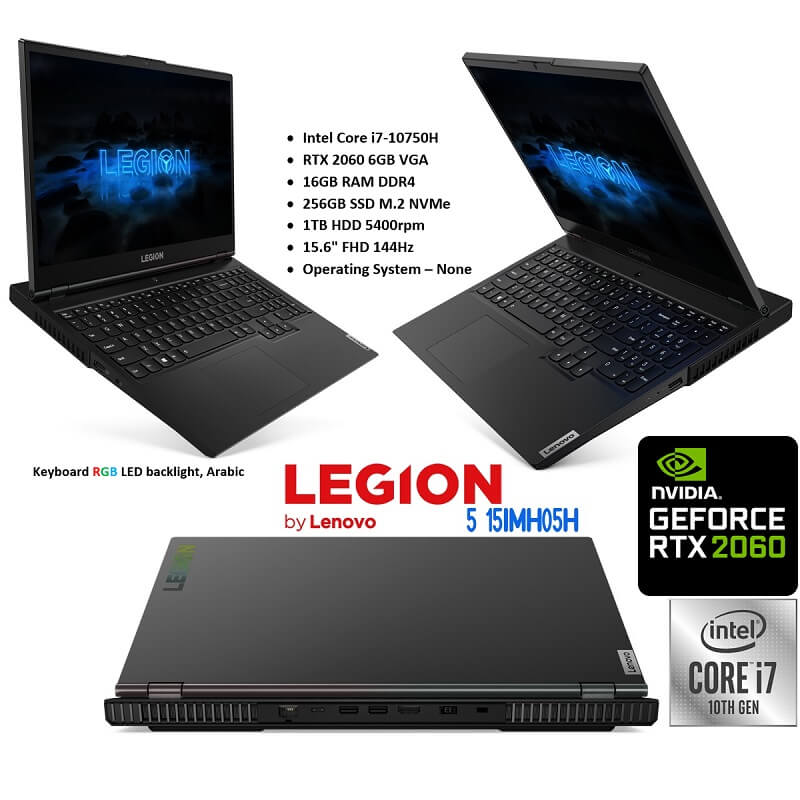 LEGION
LEGION
• Intel Core i7-10750H
• RTX 2060 6GB VGA
• 16GB RAM DDR4
• 256GB SSD M.2 NVMe
• 1TB HDD 5400rpm
• 15.6" FHD 144Hz
• Operating System – None
LEGION
Lenovo
Lenovo
Keyboard RGB LED backlight, Arabic
LEGION
by Lenovo
5 15IMH05H
NVIDIA.
GEFORCE
RTX 2060
LEGION
Lenovo
intel
CORE i7
10TH GEN